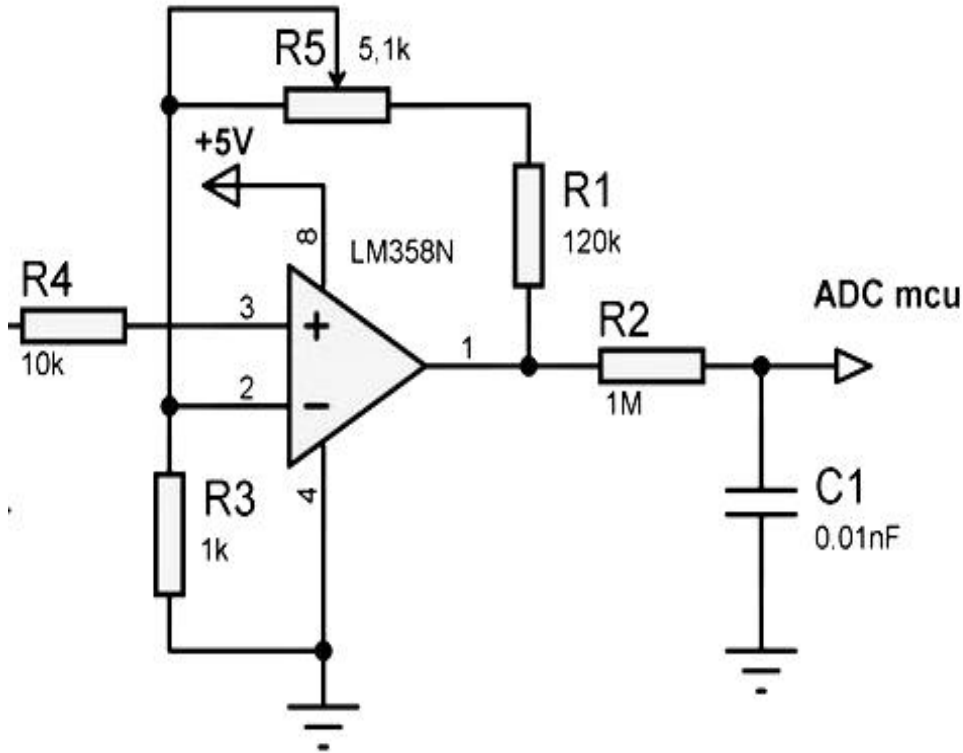 R5 5,1k
+5V
8
LM358N
R1
120k
R4
10k
3
+
1
R2
1M
ADC mcu
2
−
R3
1k
4
C1
0.01nF